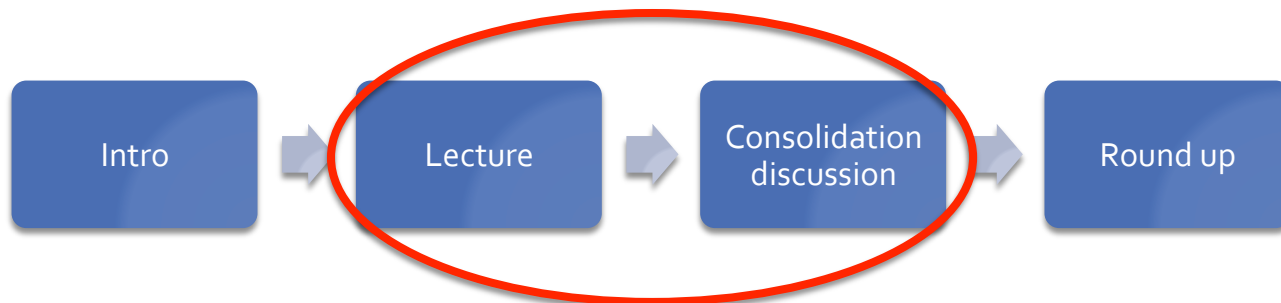 Intro
Lecture
Consolidation
discussion
Round up